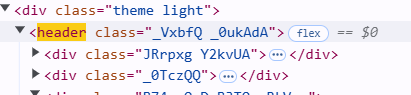 ▼<div class="theme light">
▼<header class="_VxbfQ _0ukAdA"> flex == $0
▶<div class="JRrpxg Y2kvUA">⋯</div>
▶<div class="_0TczQQ">⋯</div>